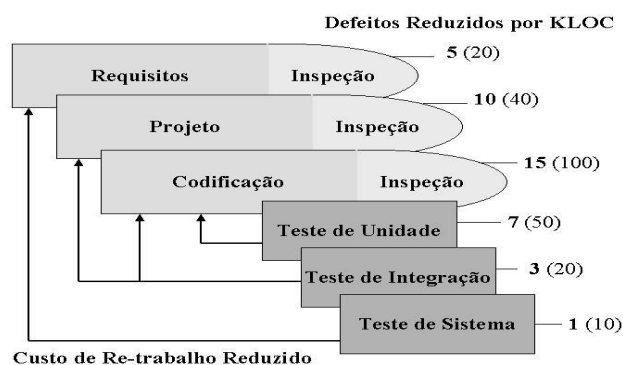 Defeitos Reduzidos por KLOC
Requisitos Inspeção 5 (20)
Projeto Inspeção 10 (40)
Codificação Inspeção 15 (100)
Teste de Unidade 7 (50)
Teste de Integração 3 (20)
Teste de Sistema 1 (10)
Custo de Re-trabalho Reduzido